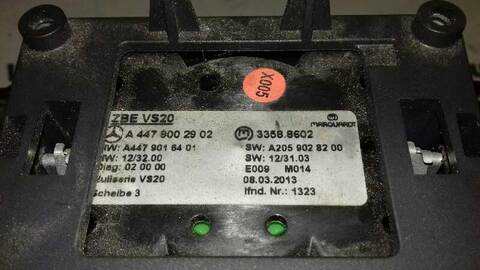 X005
ZBE VS20
MARQUARDT
A 447 900 29 02
3358.8602
HW: A447 901 64 01
SW: A205 902 82 00
HW: 12/32.00
SW: 12/31.03
Diag: 02 00 00
E009 M014
Nullserie VS20
08.03.2013
Scheibe 3
lfnd. Nr.: 1323